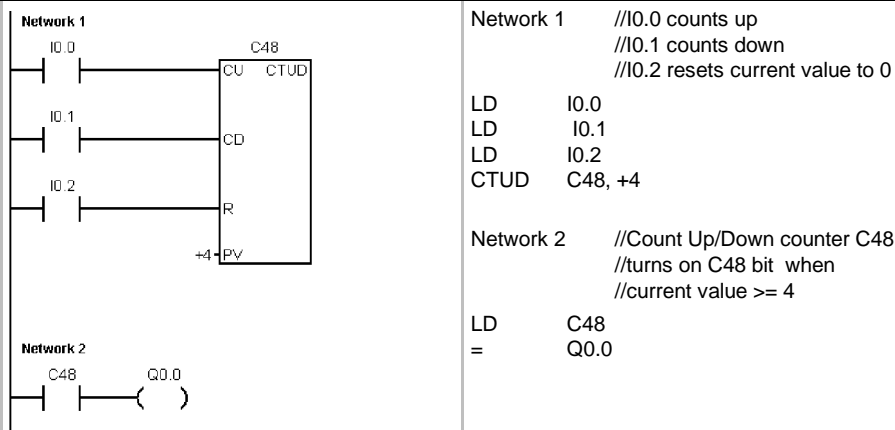 Network 1
I0.0
C48
CU CTUD
I0.1
CD
I0.2
R
+4 PV
Network 2
C48 Q0.0
Network 1 //I0.0 counts up
//I0.1 counts down
//I0.2 resets current value to 0
LD I0.0
LD I0.1
LD I0.2
CTUD C48, +4
Network 2 //Count Up/Down counter C48
//turns on C48 bit when
//current value >= 4
LD C48
= Q0.0